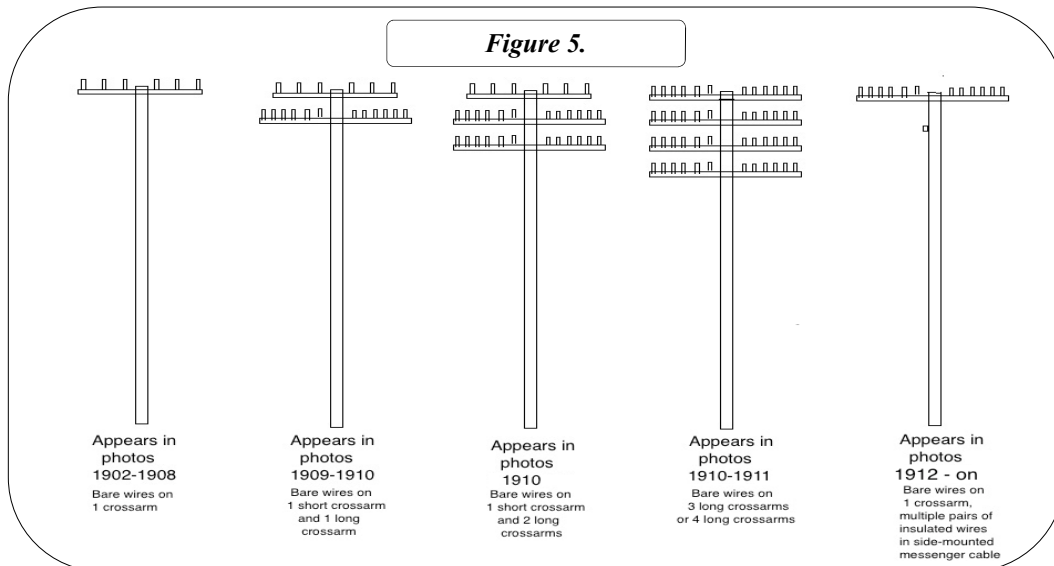 Figure 5.
Appears in
photos
1902-1908
Bare wires on
1 crossarm
Appears in
photos
1909-1910
Bare wires on
1 short crossarm
and 1 long
crossarm
Appears in
photos
1910
Bare wires on
1 short crossarm
and 2 long
crossarms
Appears in
photos
1910-1911
Bare wires on
3 long crossarms
or 4 long crossarms
Appears in
photos
1912 - on
Bare wires on
1 crossarm,
multiple pairs of
insulated wires
in side-mounted
messenger cable